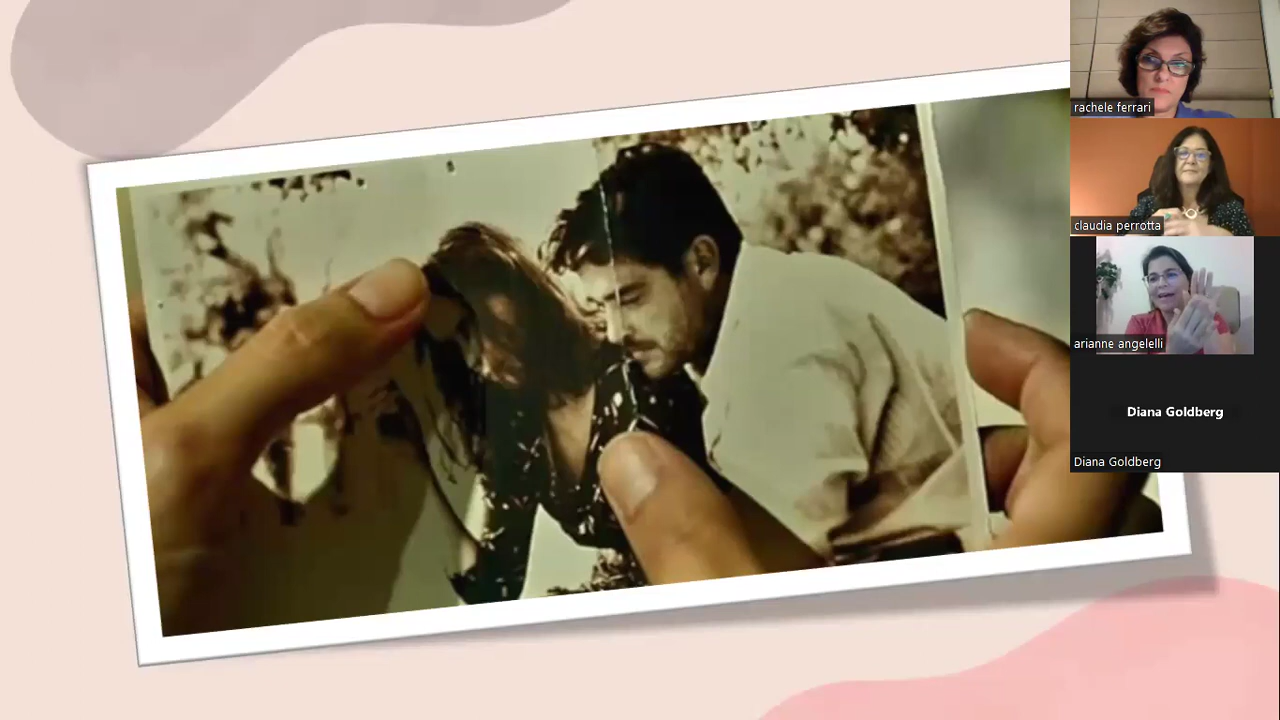 rachele ferrari
claudia perrotta
arianne angelelli
Diana Goldberg
Diana Goldberg